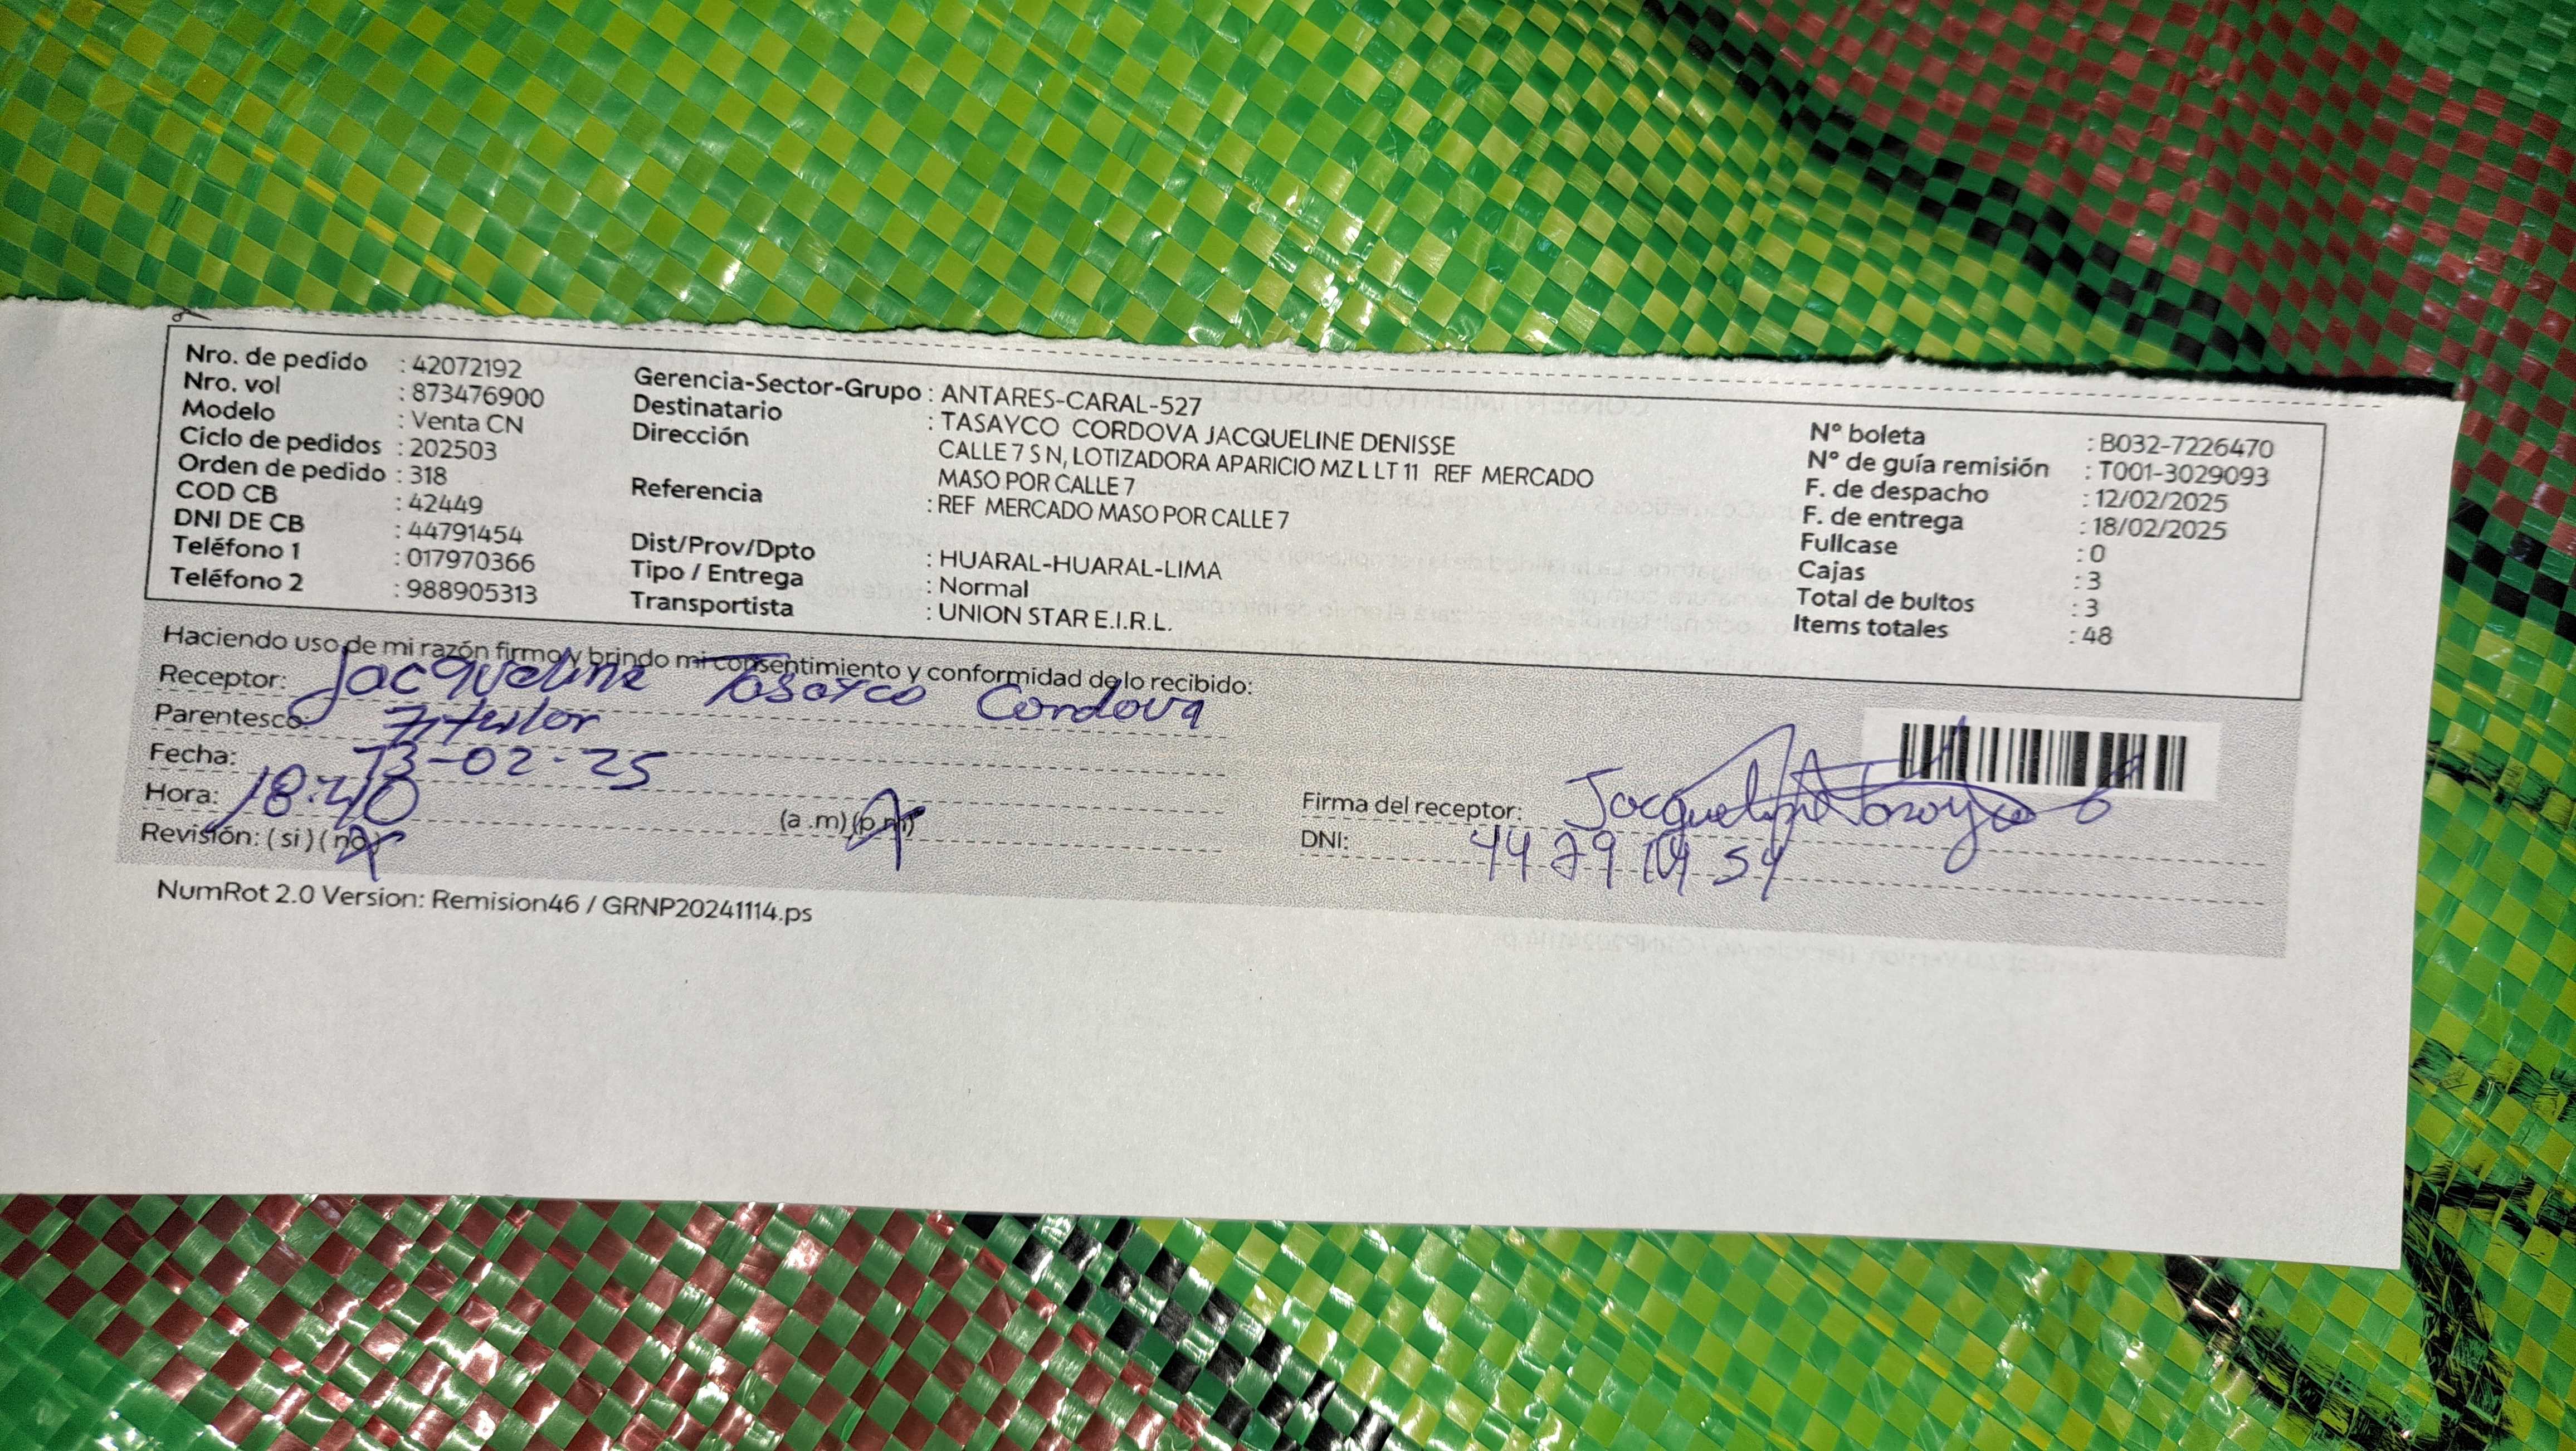 Nro. de pedido : 42072192
Nro. vol : 873476900
Modelo : Venta CN
Ciclo de pedidos : 202503
Orden de pedido : 318
COD CB : 42449
DNI DE CB : 44791454
Teléfono 1 : 017970366
Teléfono 2 : 988905313
Gerencia-Sector-Grupo : ANTARES-CARAL-527
Destinatario : TASAYCO CORDOVA JACQUELINE DENISSE
Dirección CALLE 7 S N, LOTIZADORA APARICIO MZ L LT 11 REF MERCADO
MASO POR CALLE 7
Referencia : REF MERCADO MASO POR CALLE 7
Dist/Prov/Dpto : HUARAL-HUARAL-LIMA
Tipo / Entrega : Normal
Transportista : UNION STAR E.I.R.L.
N° boleta : B032-7226470
N° de guía remisión : T001-3029093
F. de despacho : 12/02/2025
F. de entrega : 18/02/2025
Fullcase : 0
Cajas : 3
Total de bultos : 3
Items totales : 48
Haciendo uso de mi razón firmo y brindo mi consentimiento y conformidad de lo recibido:
Receptor: Jacqueline Tasayco Cordova
Parentesco: Titular
Fecha: 13-02-25
Hora: 18:40 (a .m) (p.m)
Revisión: ( si ) ( no )
Firma del receptor: Jacqueline Tasayco
DNI: 44791454
NumRot 2.0 Version: Remision46 / GRNP20241114.ps